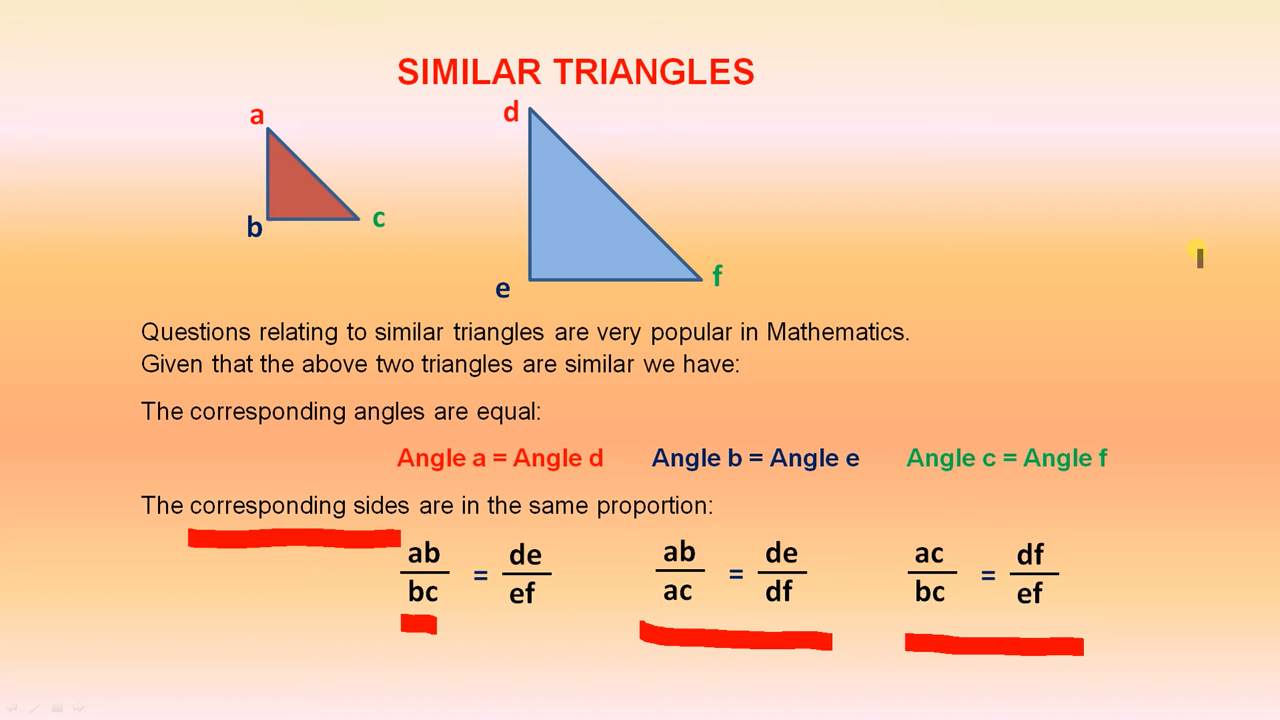 SIMILAR TRIANGLES
a
d
b
c
e
f
Questions relating to similar triangles are very popular in Mathematics.
Given that the above two triangles are similar we have:
The corresponding angles are equal:
Angle a = Angle d Angle b = Angle e Angle c = Angle f
The corresponding sides are in the same proportion:
ab de ab de ac df
= = =
bc ef ac df bc ef